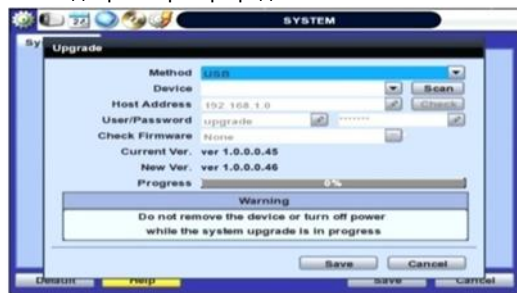 SYSTEM
Sy
Upgrade
Method USB
Device Scan
Host Address 192.168.1.0 Check
User/Password upgrade *******
Check Firmware None
Current Ver. ver 1.0.0.0.45
New Ver. ver 1.0.0.0.46
Progress 0%
Warning
Do not remove the device or turn off power
while the system upgrade is in progress
Save Cancel
Default Help Save Cancel